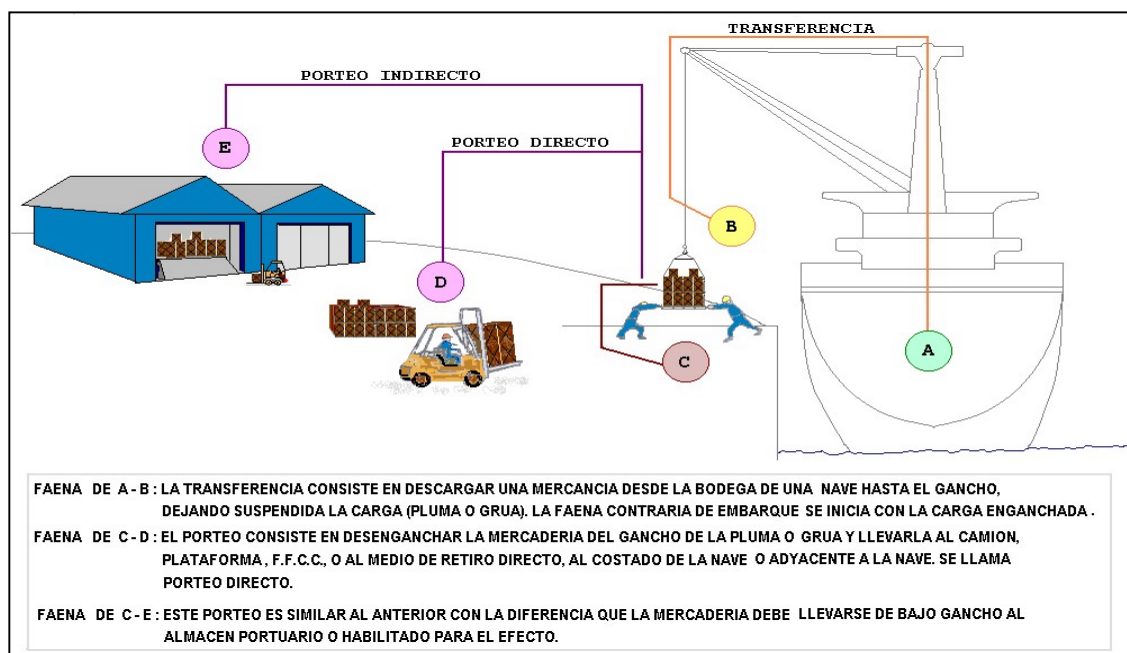 TRANSFERENCIA
PORTEO INDIRECTO
E
PORTEO DIRECTO
B
D
C
A
FAENA DE A - B : LA TRANSFERENCIA CONSISTE EN DESCARGAR UNA MERCANCIA DESDE LA BODEGA DE UNA NAVE HASTA EL GANCHO,
DEJANDO SUSPENDIDA LA CARGA (PLUMA O GRUA). LA FAENA CONTRARIA DE EMBARQUE SE INICIA CON LA CARGA ENGANCHADA .
FAENA DE C - D : EL PORTEO CONSISTE EN DESENGANCHAR LA MERCADERIA DEL GANCHO DE LA PLUMA O GRUA Y LLEVARLA AL CAMION,
PLATAFORMA , F.F.C.C., O AL MEDIO DE RETIRO DIRECTO, AL COSTADO DE LA NAVE O ADYACENTE A LA NAVE. SE LLAMA
PORTEO DIRECTO.
FAENA DE C - E : ESTE PORTEO ES SIMILAR AL ANTERIOR CON LA DIFERENCIA QUE LA MERCADERIA DEBE LLEVARSE DE BAJO GANCHO AL
ALMACEN PORTUARIO O HABILITADO PARA EL EFECTO.